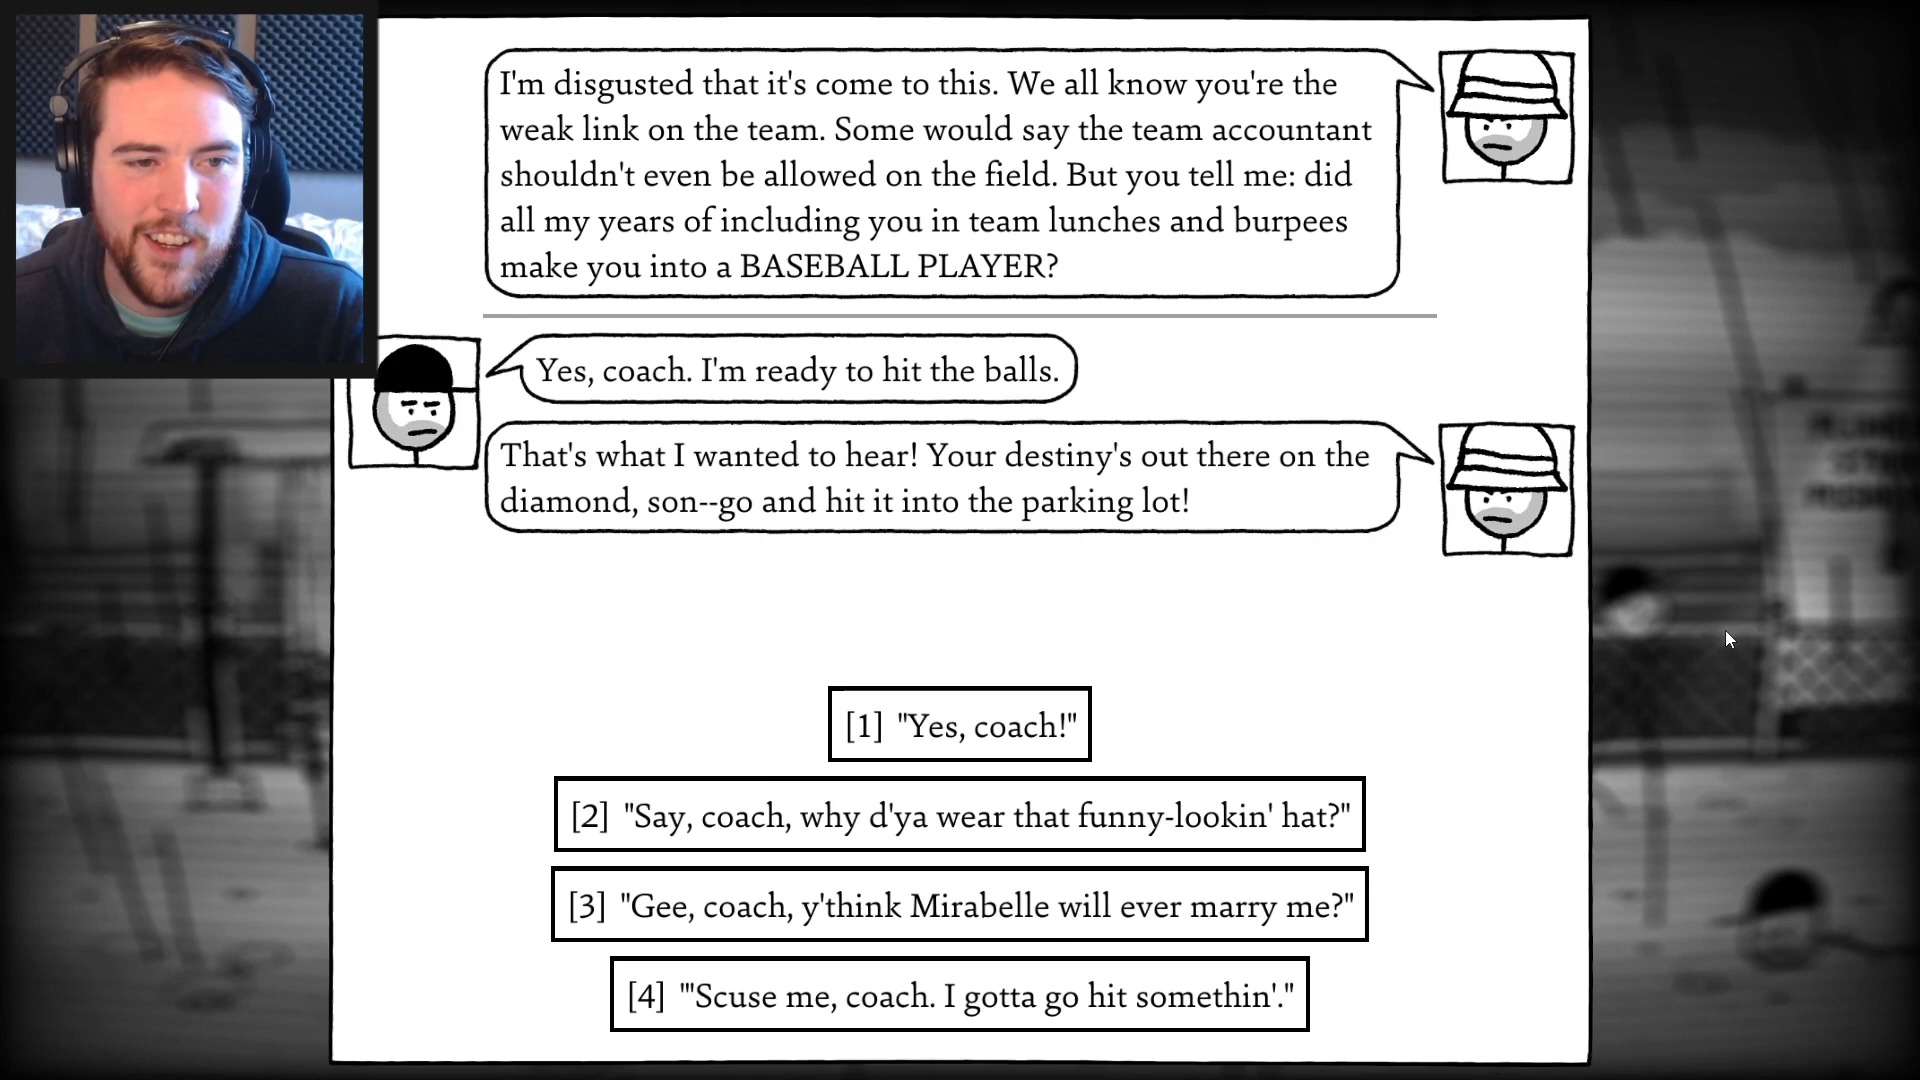 I'm disgusted that it's come to this. We all know you're the
weak link on the team. Some would say the team accountant
shouldn't even be allowed on the field. But you tell me: did
all my years of including you in team lunches and burpees
make you into a BASEBALL PLAYER?
Yes, coach. I'm ready to hit the balls.
That's what I wanted to hear! Your destiny's out there on the
diamond, son--go and hit it into the parking lot!
[1] "Yes, coach!"
[2] "Say, coach, why d'ya wear that funny-lookin' hat?"
[3] "Gee, coach, y'think Mirabelle will ever marry me?"
[4] "'Scuse me, coach. I gotta go hit somethin'."